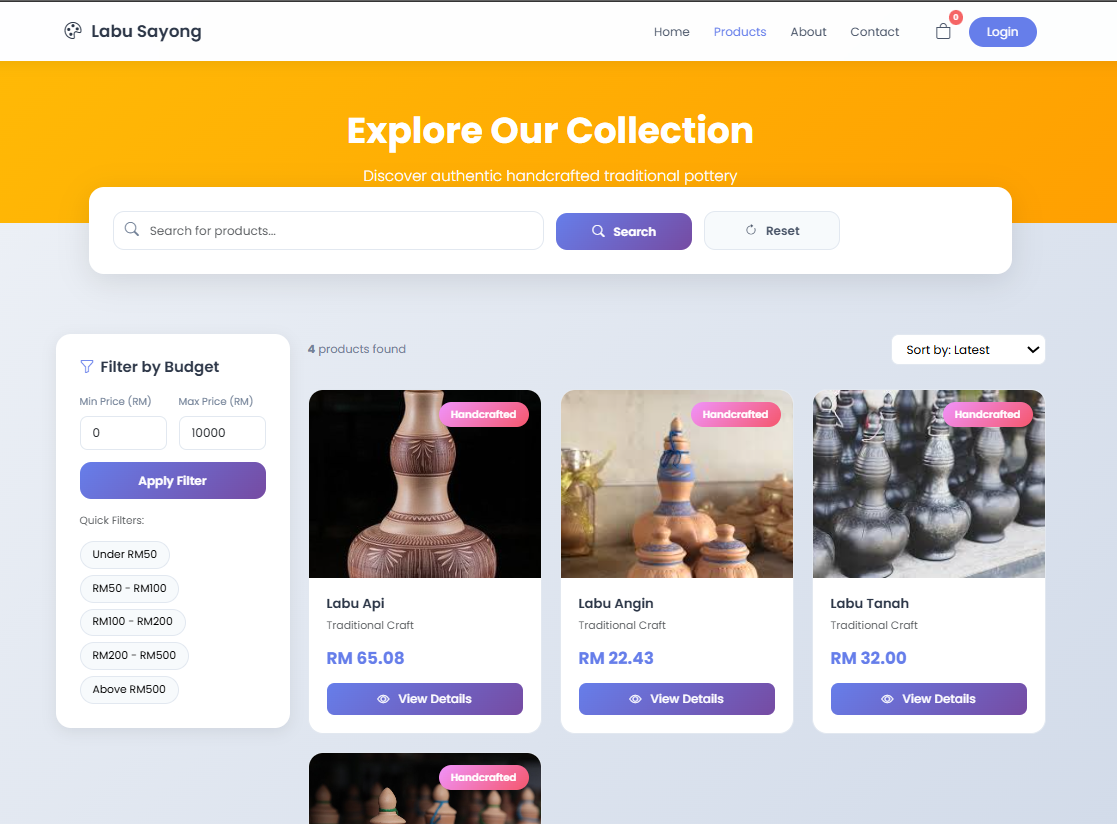 Labu Sayong
Home Products About Contact 0 Login
Explore Our Collection
Discover authentic handcrafted traditional pottery
Search for products...
Search
Reset
Filter by Budget
Min Price (RM) Max Price (RM)
0 10000
Apply Filter
Quick Filters:
Under RM50
RM50 - RM100
RM100 - RM200
RM200 - RM500
Above RM500
4 products found
Sort by: Latest
Handcrafted
Labu Api
Traditional Craft
RM 65.08
View Details
Handcrafted
Labu Angin
Traditional Craft
RM 22.43
View Details
Handcrafted
Labu Tanah
Traditional Craft
RM 32.00
View Details
Handcrafted